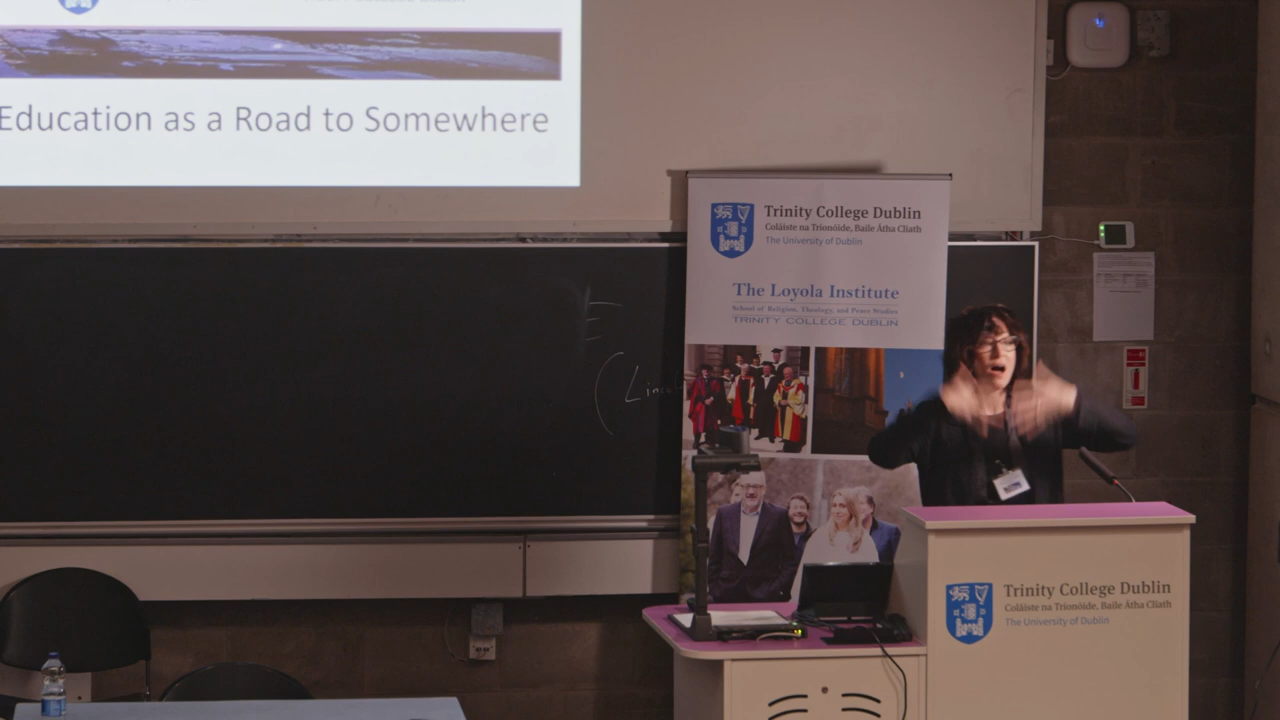 Education as a Road to Somewhere
Trinity College Dublin
Coláiste na Tríonóide, Baile Átha Cliath
The University of Dublin
The Loyola Institute
School of Religion, Theology, and Peace Studies
TRINITY COLLEGE DUBLIN
Trinity College Dublin
Coláiste na Tríonóide, Baile Átha Cliath
The University of Dublin